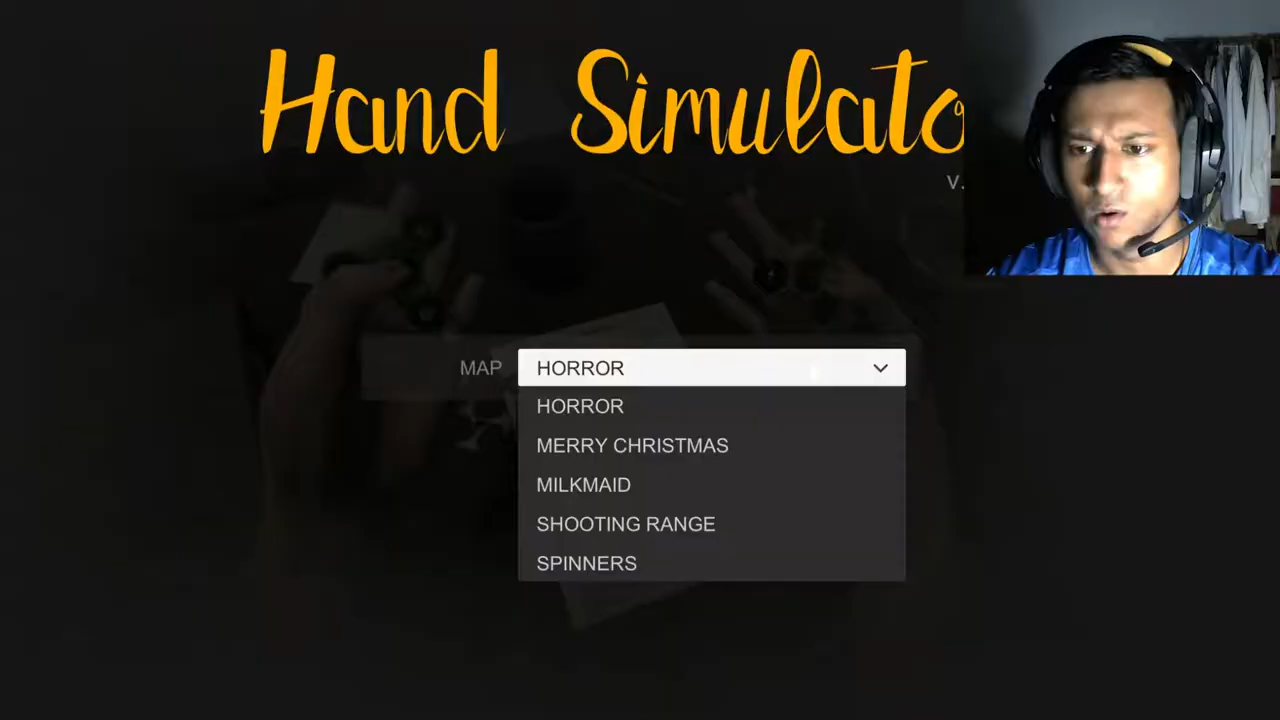 Hand Simulato
v.
MAP
HORROR
HORROR
MERRY CHRISTMAS
MILKMAID
SHOOTING RANGE
SPINNERS